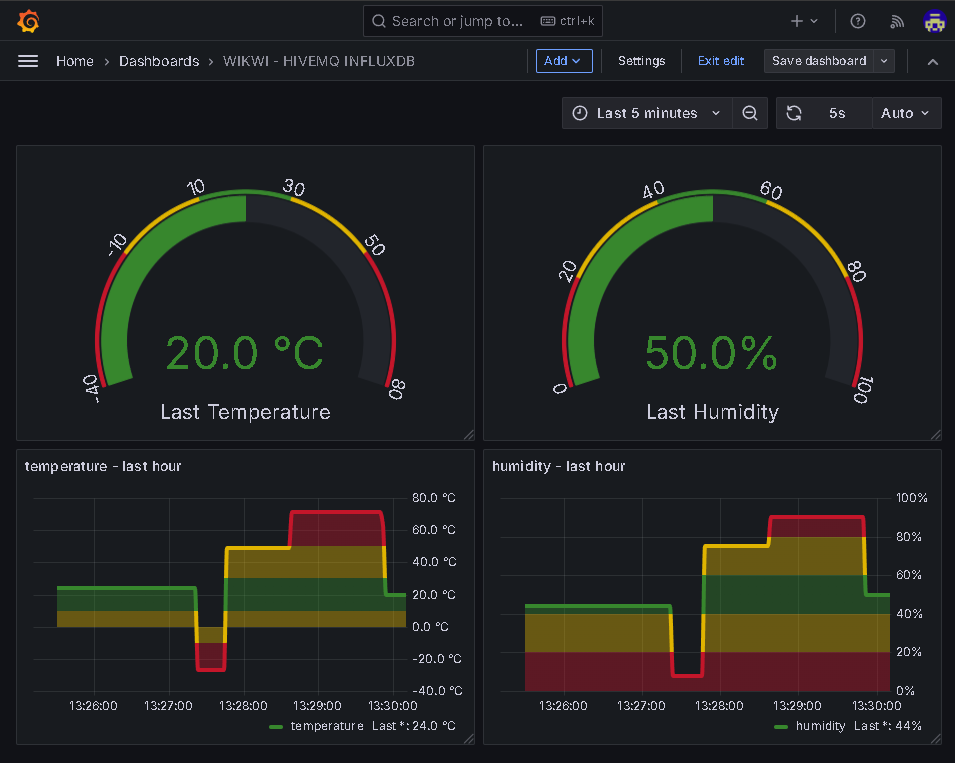 Search or jump to... ctrl+k
Home › Dashboards › WIKWI - HIVEMQ INFLUXDB Add Settings Exit edit Save dashboard
Last 5 minutes 5s Auto
-40 -10 10 30 50 80
20.0 °C
Last Temperature
0 20 40 60 80 100
50.0%
Last Humidity
temperature - last hour
80.0 °C
60.0 °C
40.0 °C
20.0 °C
0.0 °C
-20.0 °C
-40.0 °C
13:26:00 13:27:00 13:28:00 13:29:00 13:30:00
temperature Last *: 24.0 °C
humidity - last hour
100%
80%
60%
40%
20%
0%
13:26:00 13:27:00 13:28:00 13:29:00 13:30:00
humidity Last *: 44%